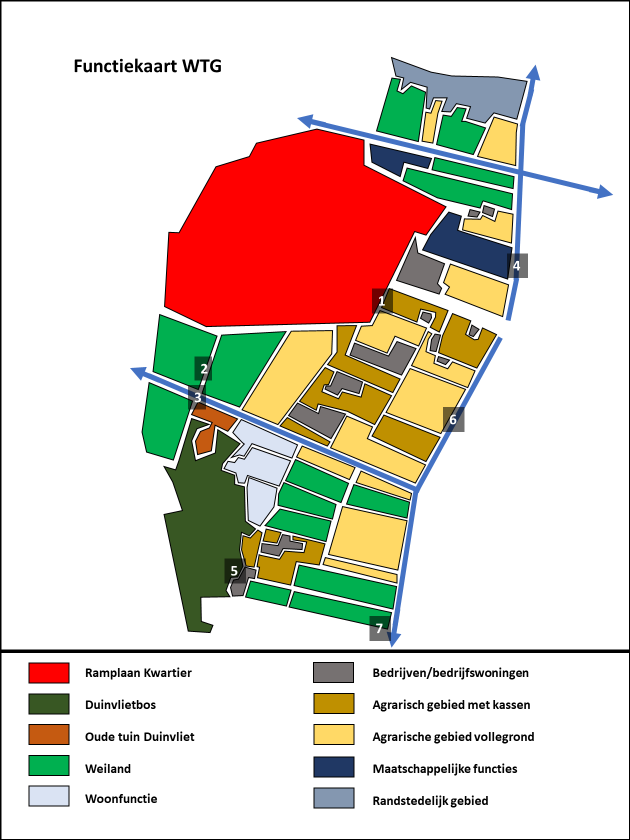 Functiekaart WTG
4
1
2
3
6
5
7
Ramplaan Kwartier
Duinvlietbos
Oude tuin Duinvliet
Weiland
Woonfunctie
Bedrijven/bedrijfswoningen
Agrarisch gebied met kassen
Agrarische gebied vollegrond
Maatschappelijke functies
Randstedelijk gebied